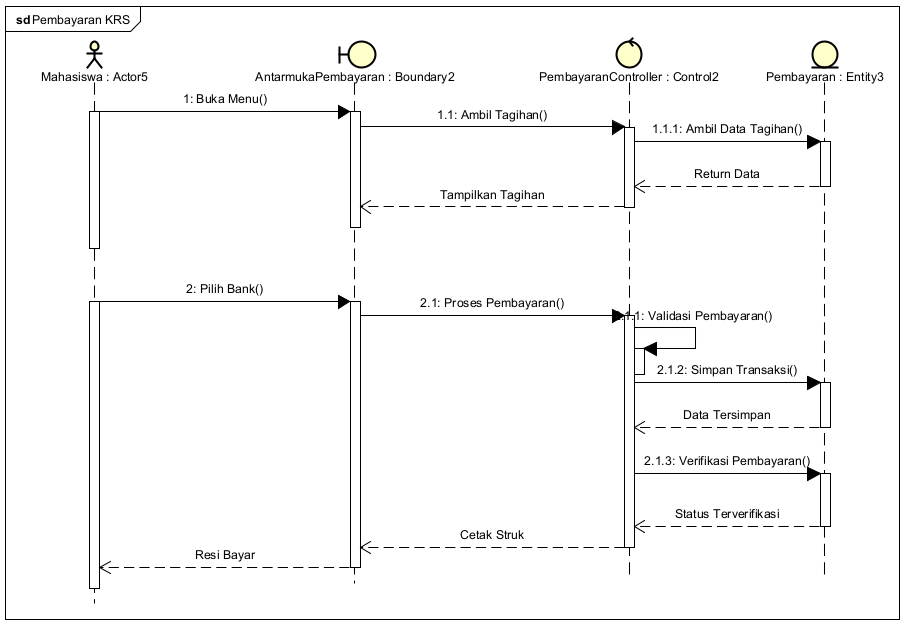 sd Pembayaran KRS
Mahasiswa : Actor5
AntarmukaPembayaran : Boundary2
PembayaranController : Control2
Pembayaran : Entity3
1: Buka Menu()
1.1: Ambil Tagihan()
1.1.1: Ambil Data Tagihan()
Return Data
Tampilkan Tagihan
2: Pilih Bank()
2.1: Proses Pembayaran()
2.1.1: Validasi Pembayaran()
2.1.2: Simpan Transaksi()
Data Tersimpan
2.1.3: Verifikasi Pembayaran()
Status Terverifikasi
Cetak Struk
Resi Bayar